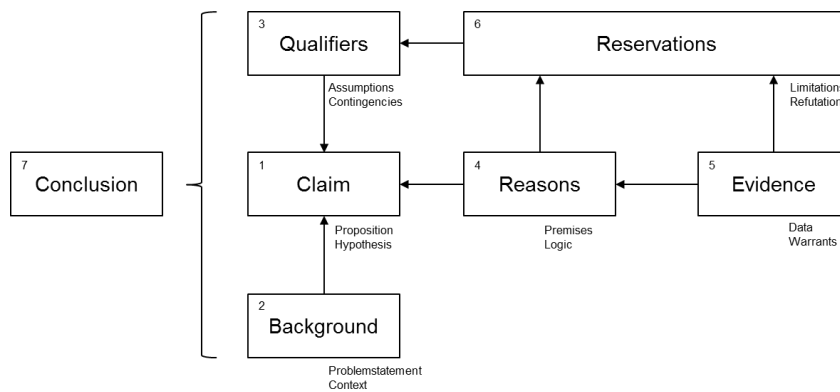 3
Qualifiers
6
Reservations
Assumptions
Contingencies
Limitations
Refutation
7
Conclusion
1
Claim
4
Reasons
5
Evidence
Proposition
Hypothesis
Premises
Logic
Data
Warrants
2
Background
Problemstatement
Context